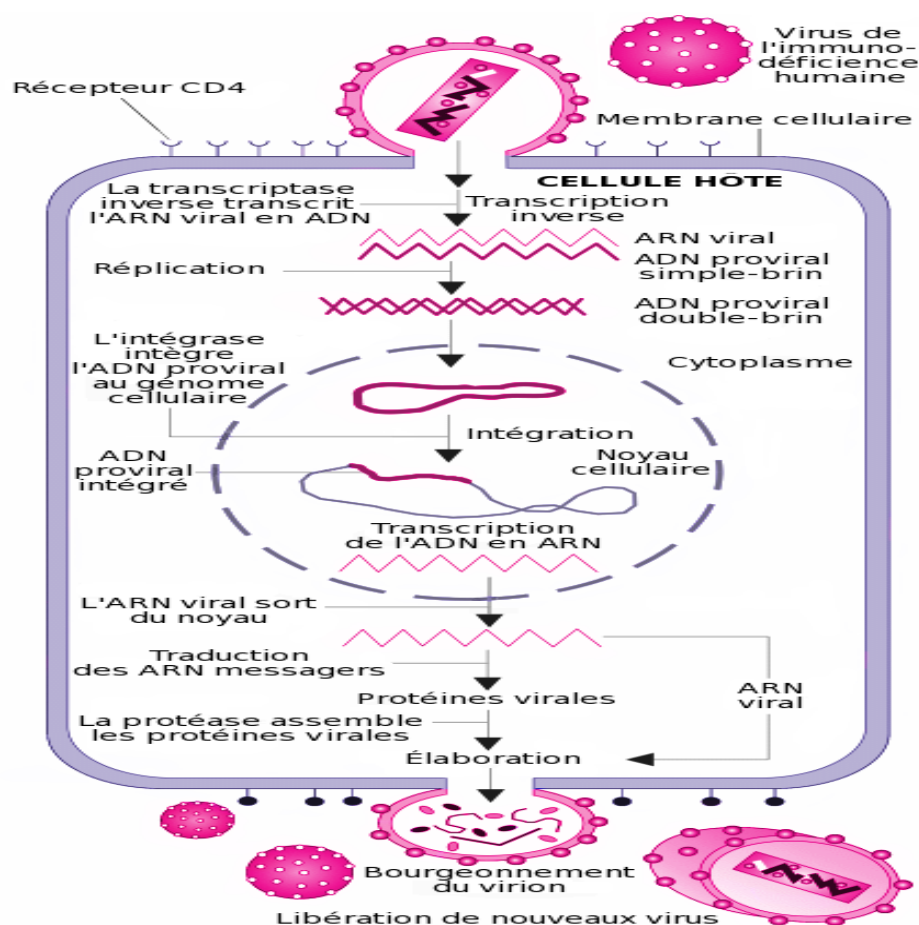 Virus de
l'immuno-
déficience
humaine
Récepteur CD4
Membrane cellulaire
CELLULE HÔTE
La transcriptase
inverse transcrit
l'ARN viral en ADN
Transcription
inverse
ARN viral
ADN proviral
simple-brin
Réplication
ADN proviral
double-brin
L'intégrase
intègre
l'ADN proviral
au génome
cellulaire
Cytoplasme
Intégration
ADN
proviral
intégré
Noyau
cellulaire
Transcription
de l'ADN en ARN
L'ARN viral sort
du noyau
Traduction
des ARN messagers
Protéines virales
ARN
viral
La protéase assemble
les protéines virales
Élaboration
Bourgeonnement
du virion
Libération de nouveaux virus